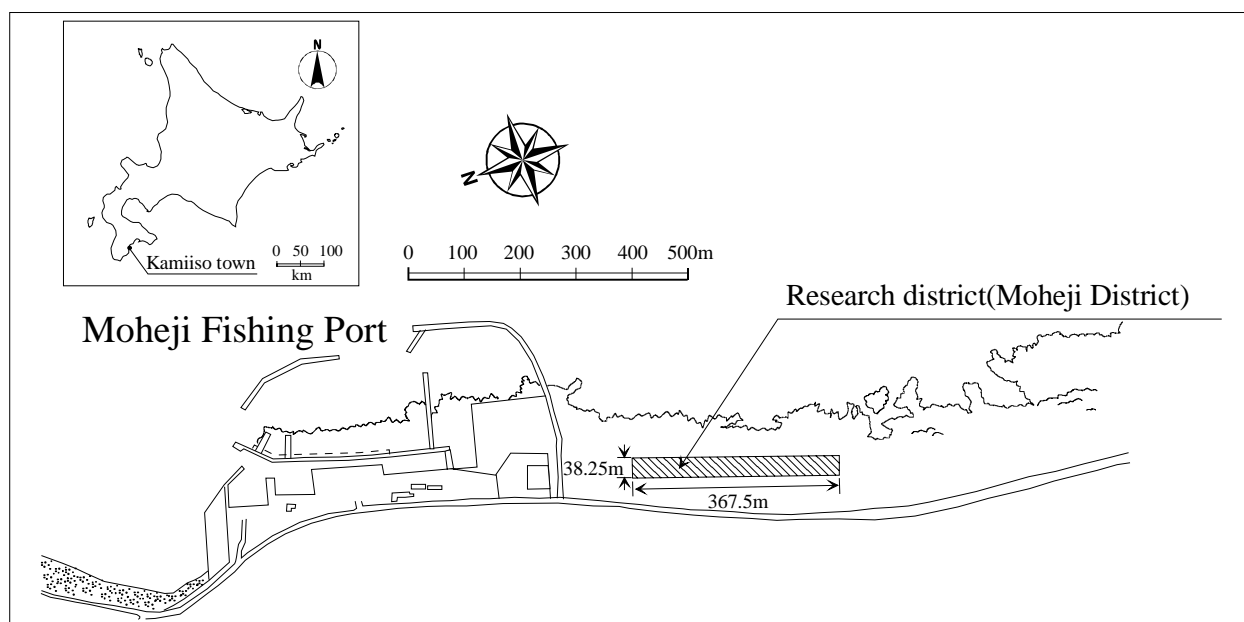 N
Kamiiso town
0 50 100
km
N
0 100 200 300 400 500m
Research district(Moheji District)
Moheji Fishing Port
38.25m
367.5m